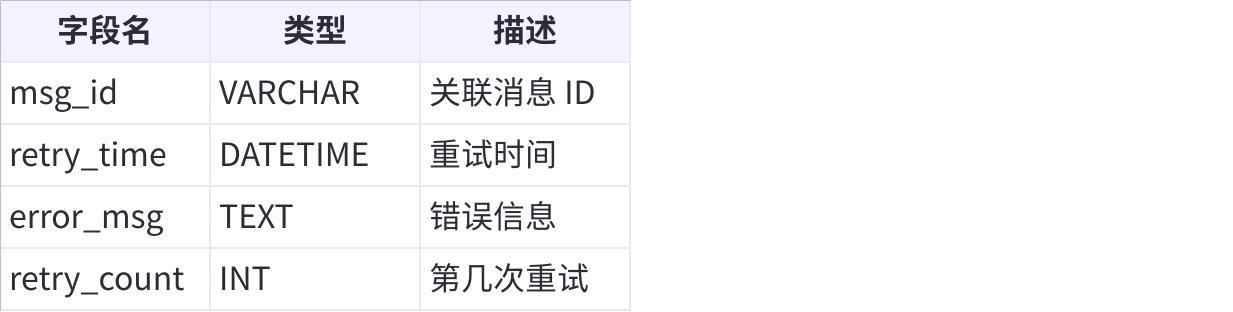 字段名 类型 描述
msg_id VARCHAR 关联消息 ID
retry_time DATETIME 重试时间
error_msg TEXT 错误信息
retry_count INT 第几次重试